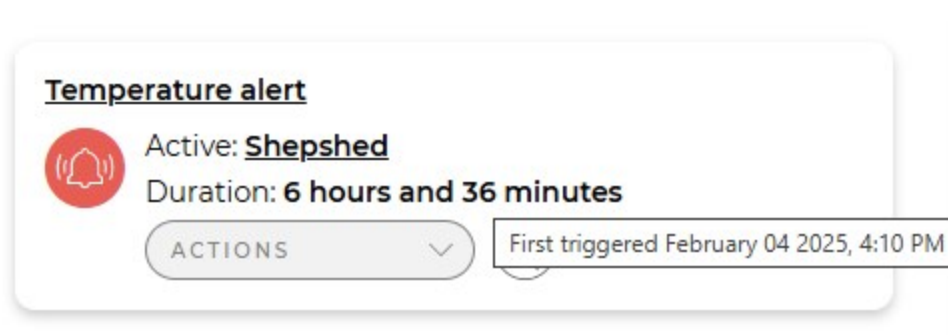 Temperature alert
Active: Shepshed
Duration: 6 hours and 36 minutes
ACTIONS
First triggered February 04 2025, 4:10 PM